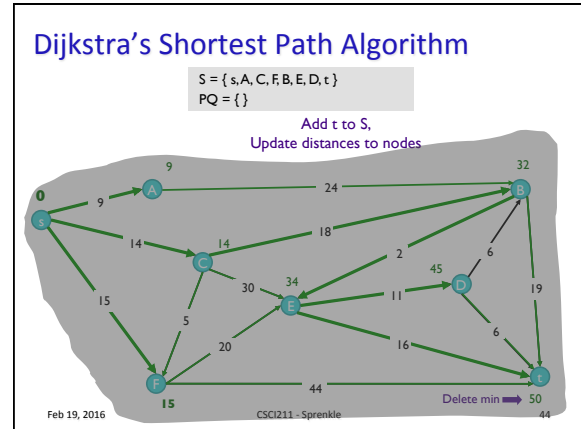 Dijkstra's Shortest Path Algorithm
S = { s, A, C, F, B, E, D, t }
PQ = { }
Add t to S,
Update distances to nodes
9
32
0
A
24
B
9
s
18
14
14
C
2
6
45
34
30
D
19
15
E
11
5
6
20
16
F
44
t
15
Delete min
50
Feb 19, 2016
CSCI211 - Sprenkle
44